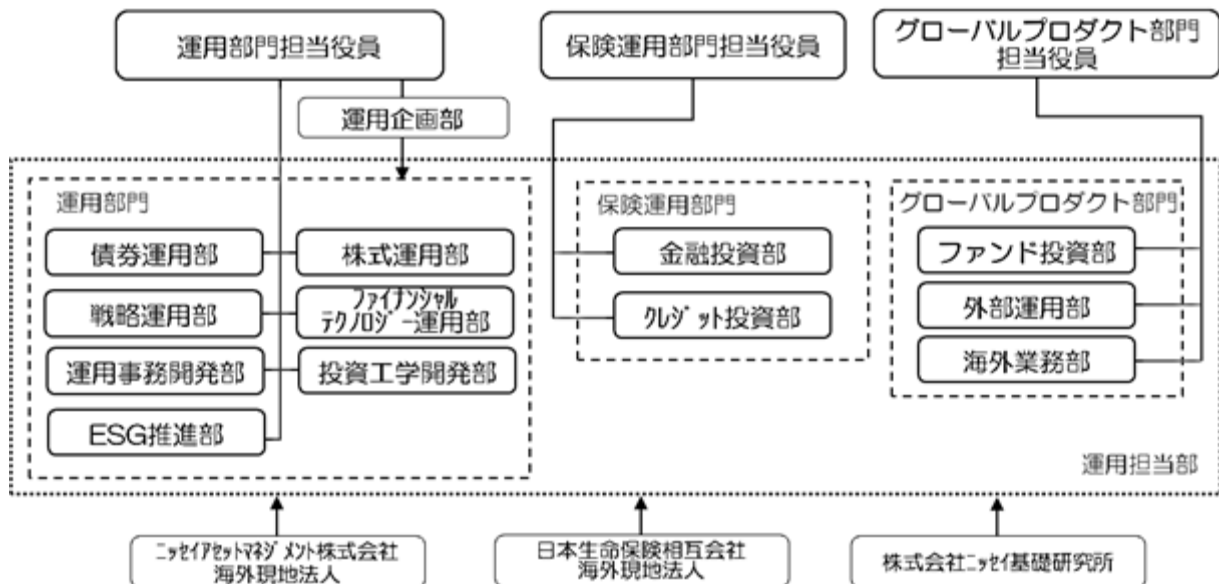 運用部門担当役員
保険運用部門担当役員
グローバルプロダクト部門
担当役員
運用企画部
運用部門
債券運用部
株式運用部
戦略運用部
ファイナンシャル
テクノロジー運用部
運用事務開発部
投資工学開発部
ESG推進部
保険運用部門
金融投資部
クレジット投資部
グローバルプロダクト部門
ファンド投資部
外部運用部
海外業務部
運用担当部
ニッセイアセットマネジメント株式会社
海外現地法人
日本生命保険相互会社
海外現地法人
株式会社ニッセイ基礎研究所